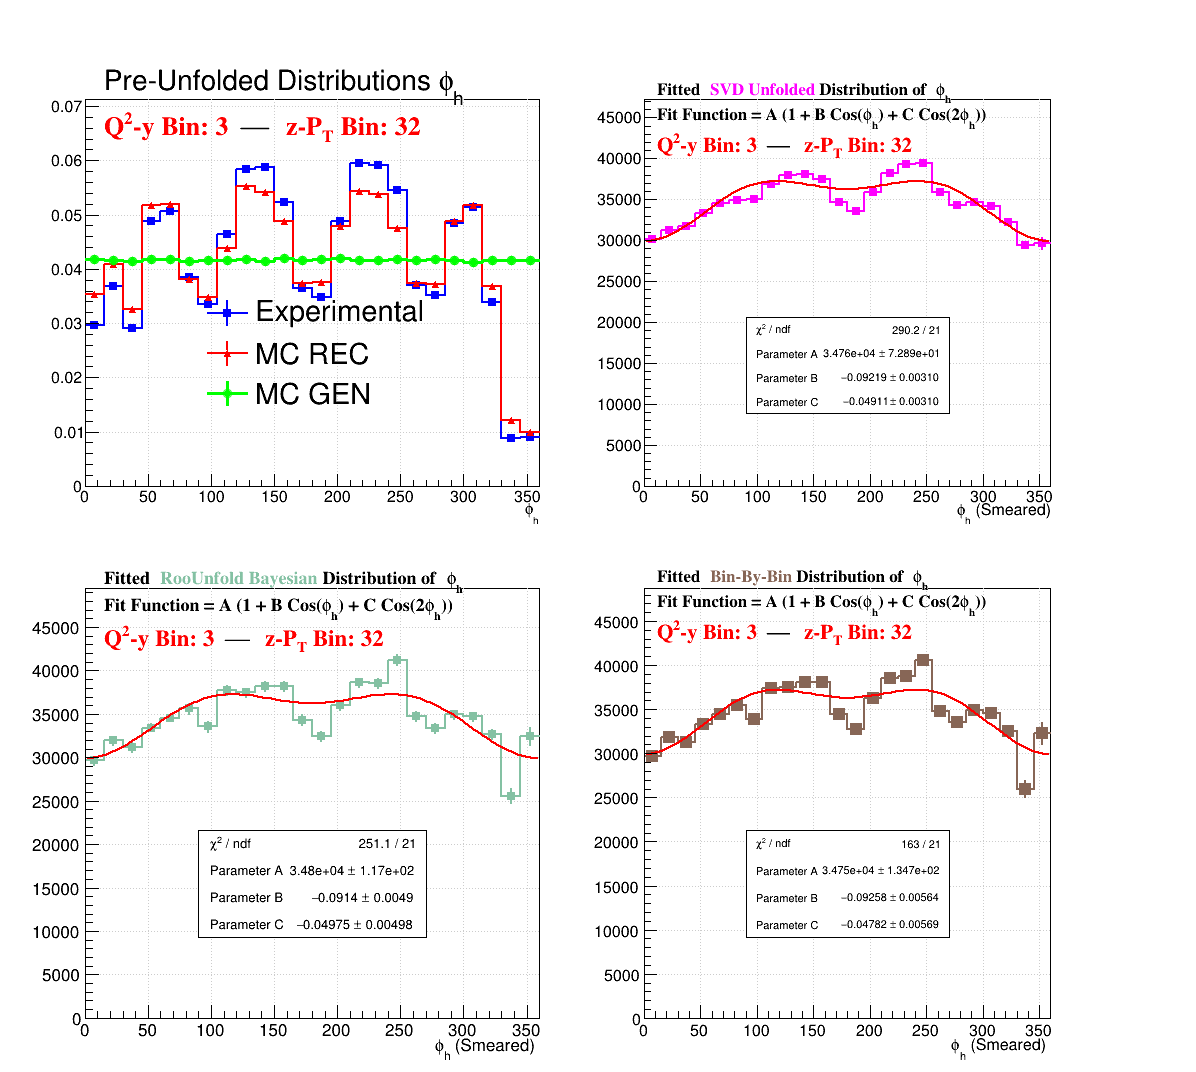 Pre-Unfolded Distributions ϕh
Q²-y Bin: 3 — z-PT Bin: 32
0.07
0.06
0.05
0.04
0.03
0.02
0.01
0
Experimental
MC REC
MC GEN
0 50 100 150 200 250 300 350
ϕh
Fitted SVD Unfolded Distribution of ϕh
Fit Function = A (1 + B Cos(ϕh) + C Cos(2ϕh))
Q²-y Bin: 3 — z-PT Bin: 32
45000
40000
35000
30000
25000
20000
15000
10000
5000
0
χ² / ndf 290.2 / 21
Parameter A 3.476e+04 ± 7.289e+01
Parameter B −0.09219 ± 0.00310
Parameter C −0.04911 ± 0.00310
0 50 100 150 200 250 300 350
ϕh (Smeared)
Fitted RooUnfold Bayesian Distribution of ϕh
Fit Function = A (1 + B Cos(ϕh) + C Cos(2ϕh))
Q²-y Bin: 3 — z-PT Bin: 32
45000
40000
35000
30000
25000
20000
15000
10000
5000
0
χ² / ndf 251.1 / 21
Parameter A 3.48e+04 ± 1.17e+02
Parameter B −0.0914 ± 0.0049
Parameter C −0.04975 ± 0.00498
0 50 100 150 200 250 300 350
ϕh (Smeared)
Fitted Bin-By-Bin Distribution of ϕh
Fit Function = A (1 + B Cos(ϕh) + C Cos(2ϕh))
Q²-y Bin: 3 — z-PT Bin: 32
45000
40000
35000
30000
25000
20000
15000
10000
5000
0
χ² / ndf 163 / 21
Parameter A 3.475e+04 ± 1.347e+02
Parameter B −0.09258 ± 0.00564
Parameter C −0.04782 ± 0.00569
0 50 100 150 200 250 300 350
ϕh (Smeared)